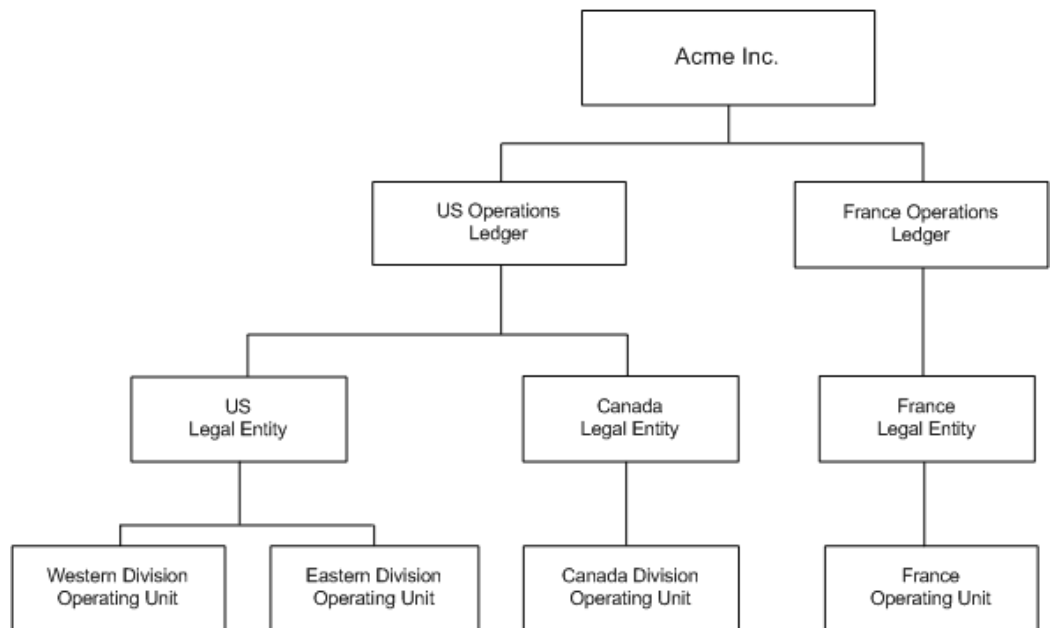 Acme Inc.
US Operations
Ledger
France Operations
Ledger
US
Legal Entity
Canada
Legal Entity
France
Legal Entity
Western Division
Operating Unit
Eastern Division
Operating Unit
Canada Division
Operating Unit
France
Operating Unit